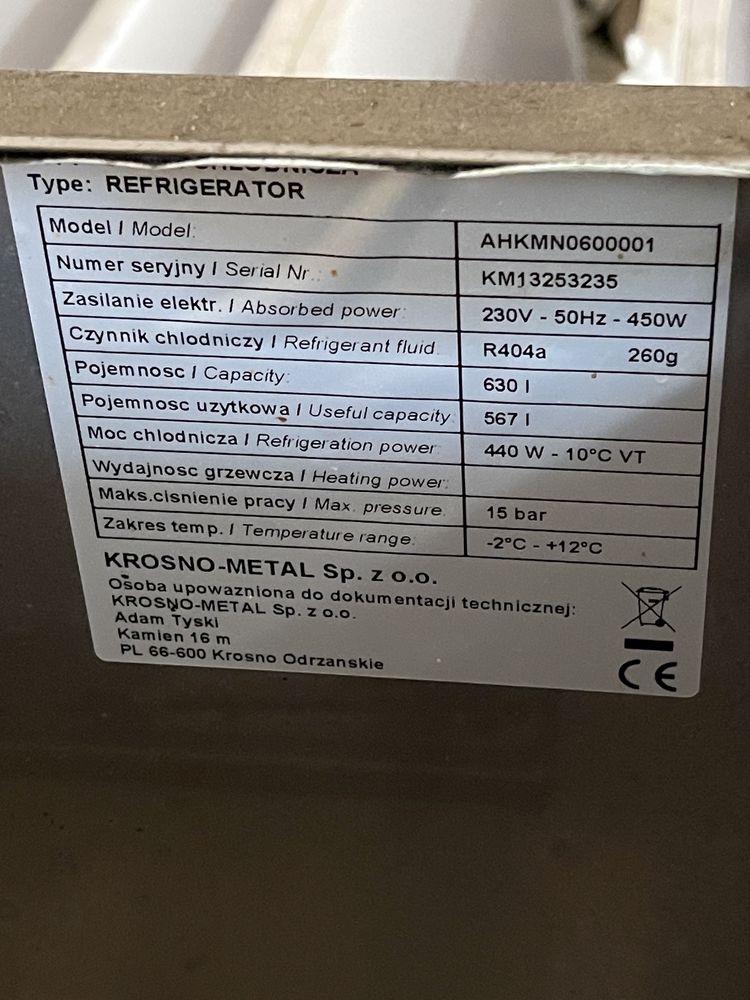 Type: REFRIGERATOR
Model / Model: AHKMN0600001
Numer seryjny / Serial Nr.: KM13253235
Zasilanie elektr. / Absorbed power: 230V - 50Hz - 450W
Czynnik chlodniczy / Refrigerant fluid: R404a 260g
Pojemnosc / Capacity: 630 l
Pojemnosc uzytkowa / Useful capacity: 567 l
Moc chlodnicza / Refrigeration power: 440 W - 10°C VT
Wydajnosc grzewcza / Heating power:
Maks.cisnienie pracy / Max. pressure: 15 bar
Zakres temp. / Temperature range: -2°C - +12°C
KROSNO-METAL Sp. z o.o.
Osoba upowazniona do dokumentacji technicznej:
KROSNO-METAL Sp. z o.o.
Adam Tyski
Kamien 16 m
PL 66-600 Krosno Odrzanskie
CE